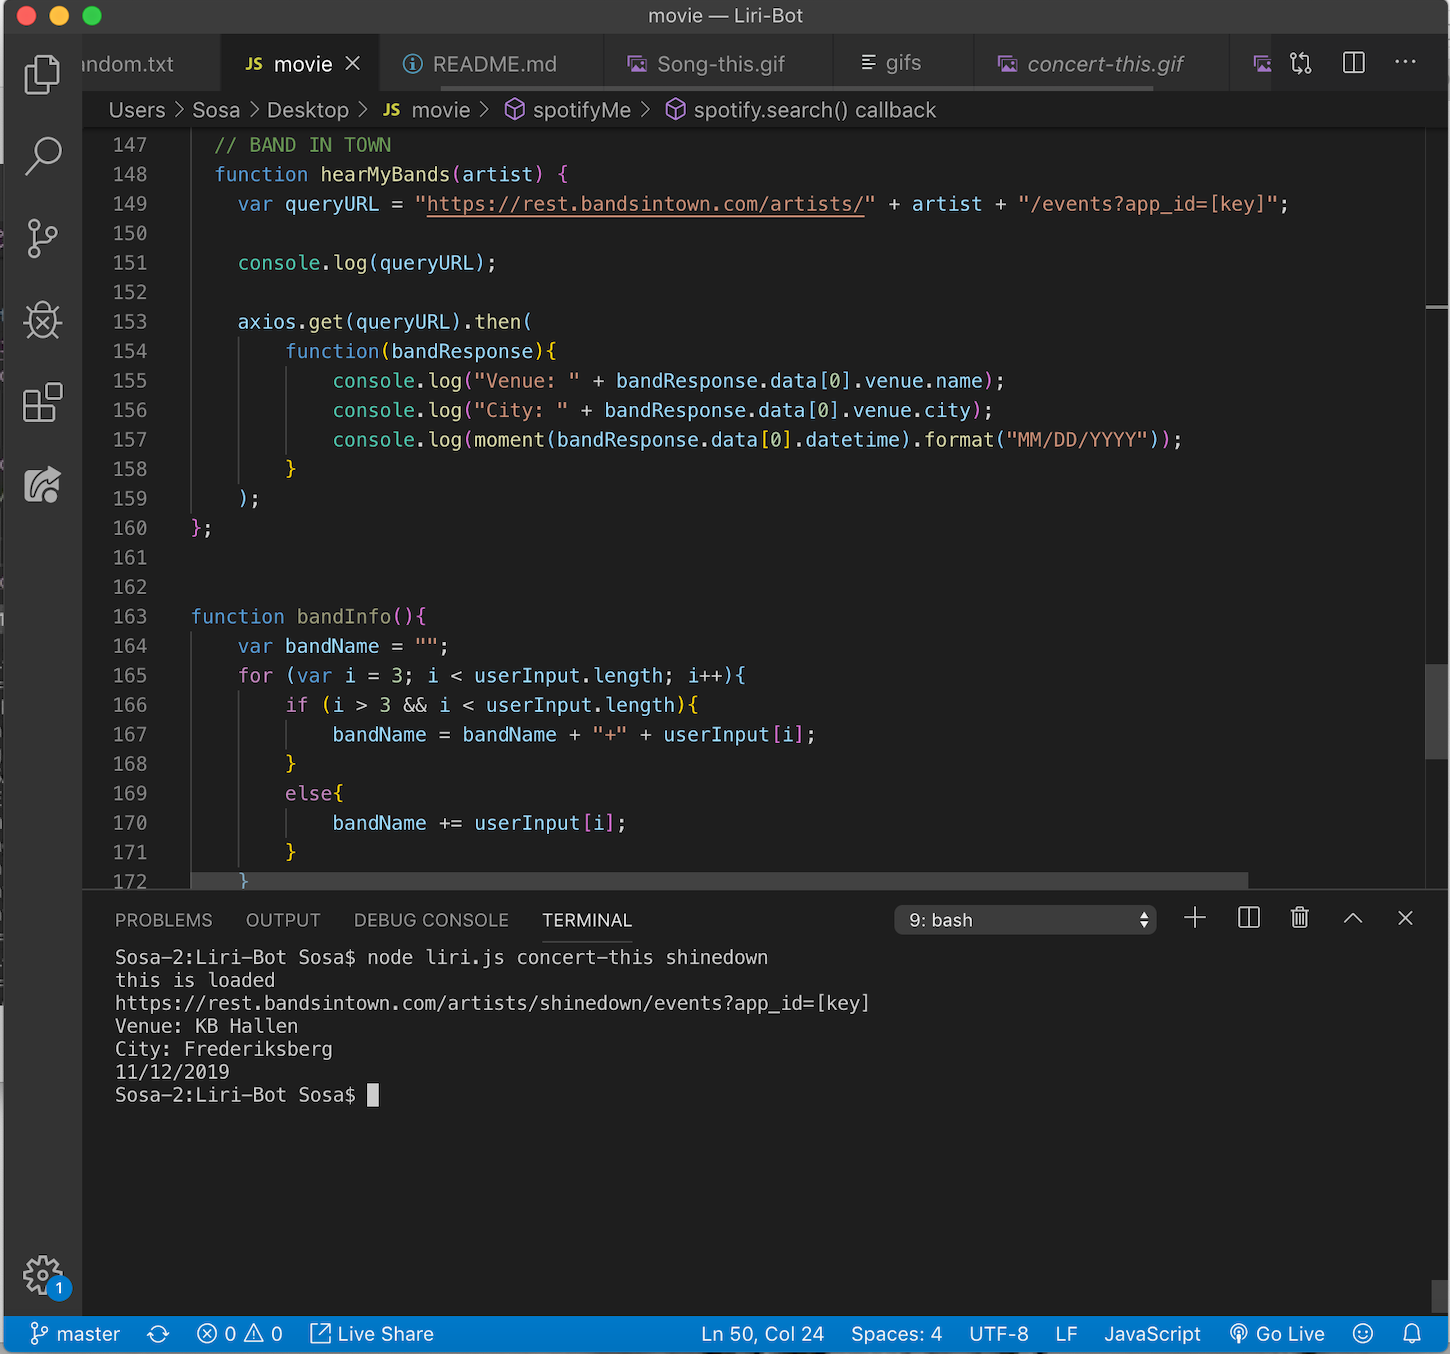 movie — Liri-Bot
ndom.txt JS movie README.md Song-this.gif gifs concert-this.gif
Users > Sosa > Desktop > JS movie > spotifyMe > spotify.search() callback
147 // BAND IN TOWN
148 function hearMyBands(artist) {
149 var queryURL = "https://rest.bandsintown.com/artists/" + artist + "/events?app_id=[key]";
150
151 console.log(queryURL);
152
153 axios.get(queryURL).then(
154 function(bandResponse){
155 console.log("Venue: " + bandResponse.data[0].venue.name);
156 console.log("City: " + bandResponse.data[0].venue.city);
157 console.log(moment(bandResponse.data[0].datetime).format("MM/DD/YYYY"));
158 }
159 );
160 };
161
162
163 function bandInfo(){
164 var bandName = "";
165 for (var i = 3; i < userInput.length; i++){
166 if (i > 3 && i < userInput.length){
167 bandName = bandName + "+" + userInput[i];
168 }
169 else{
170 bandName += userInput[i];
171 }
172 }
PROBLEMS OUTPUT DEBUG CONSOLE TERMINAL 9: bash
Sosa-2:Liri-Bot Sosa$ node liri.js concert-this shinedown
this is loaded
https://rest.bandsintown.com/artists/shinedown/events?app_id=[key]
Venue: KB Hallen
City: Frederiksberg
11/12/2019
Sosa-2:Liri-Bot Sosa$
1
master 0 0 Live Share Ln 50, Col 24 Spaces: 4 UTF-8 LF JavaScript Go Live